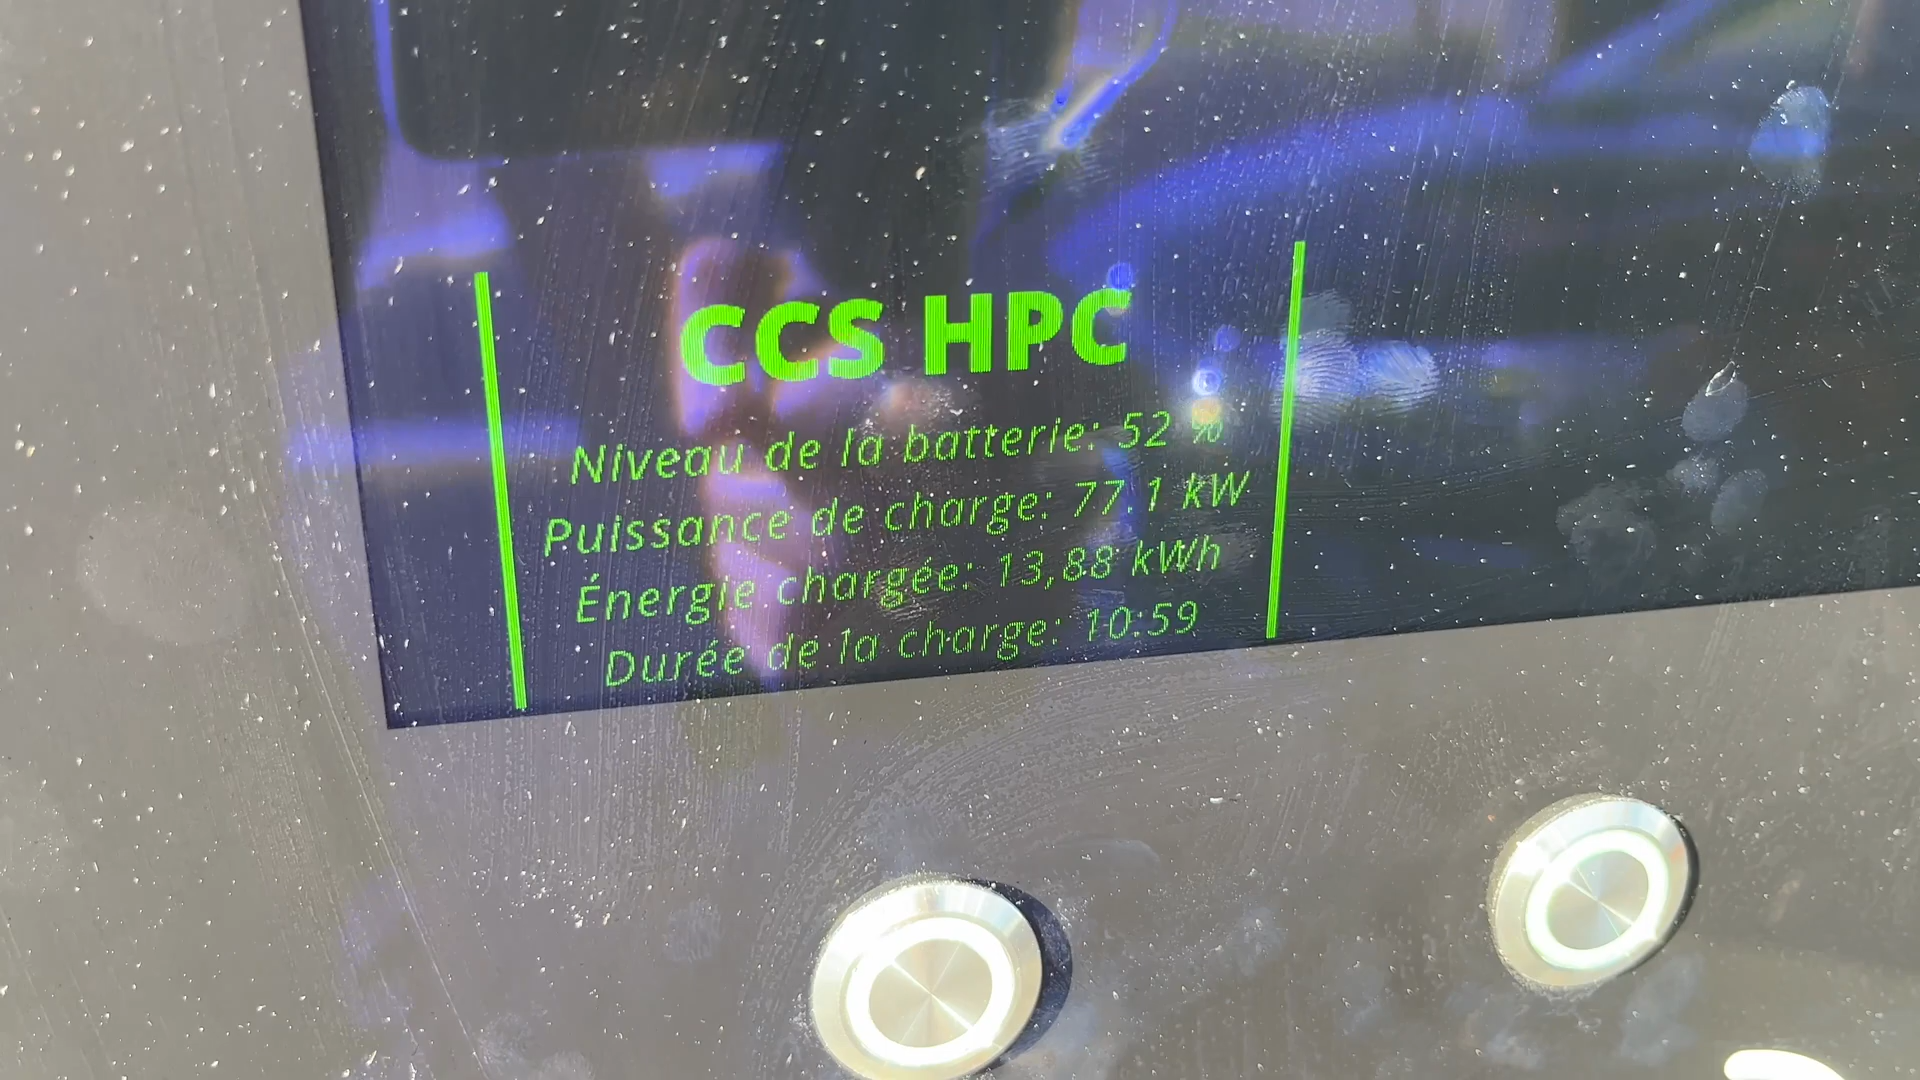 CCS HPC
Niveau de la batterie: 52 %
Puissance de charge: 77.1 kW
Énergie chargée: 13,88 kWh
Durée de la charge: 10:59